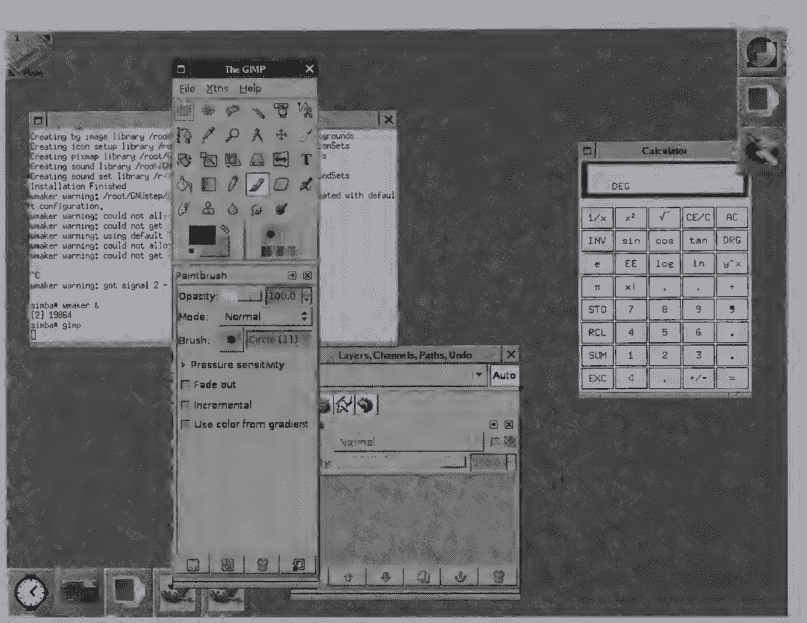 1
Main
The GIMP
File Xtns Help
Creating bg image library /roo
grounds
Creating icon setup library /ro
onSets
Creating pixmap library /root/G
s
Creating sound library /root/G
Creating sound set library /r
ndSets
Installation Finished
wmaker warning: /root/GNUstep/
ated with defaul
t configuration.
wmaker warning: could not allo
wmaker warning: could not get
wmaker warning: using default
wmaker warning: could not allo
wmaker warning: could not get
^C
wmaker warning: got signal 2 -
simba# wmaker &
[2] 19864
simba# gimp
Paintbrush
Opacity: 100.0
Mode: Normal
Brush: Circle (11)
Pressure sensitivity
Fade out
Incremental
Use color from gradient
Layers, Channels, Paths, Undo
Auto
Normal
100.0
Calculator
DEG
1/x x² √ CE/C AC
INV sin cos tan DRG
e EE log ln y^x
π x!
STO 7 8 9
RCL 4 5 6
SUM 1 2 3
EXC . +/- =